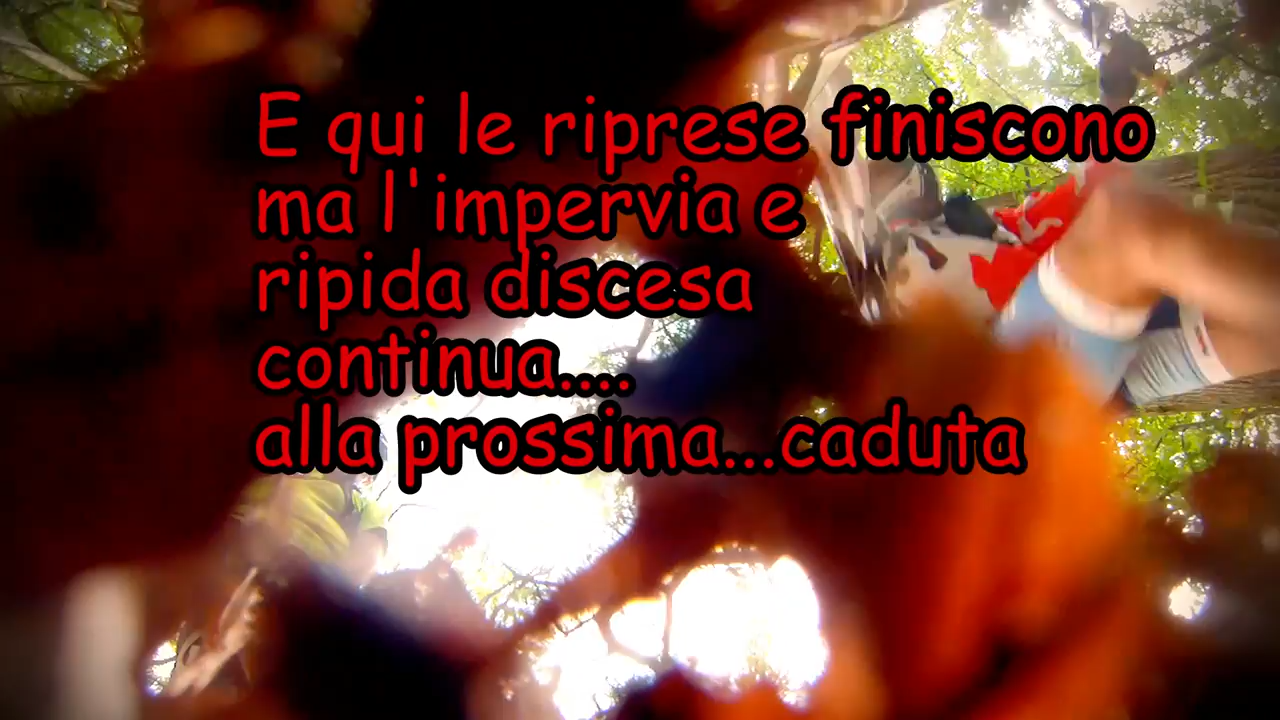 E qui le riprese finiscono
ma l'impervia e
ripida discesa
continua....
alla prossima...caduta